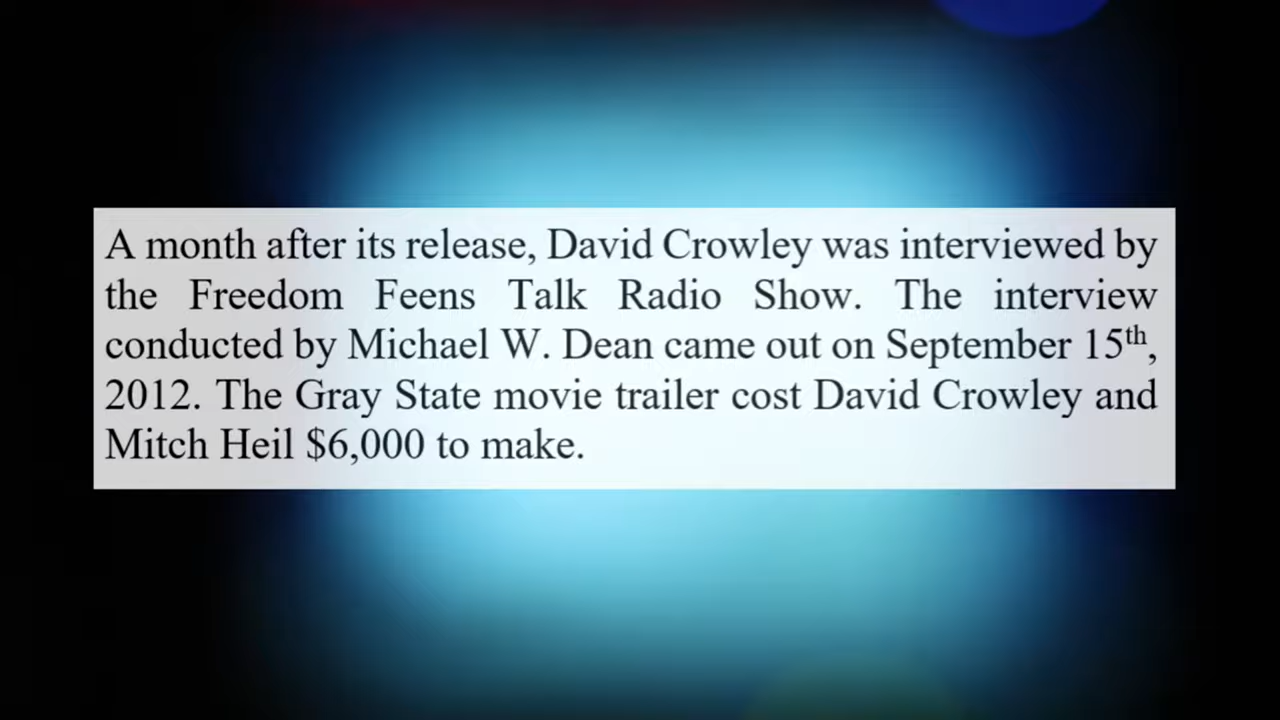 A month after its release, David Crowley was interviewed by
the Freedom Feens Talk Radio Show. The interview
conducted by Michael W. Dean came out on September 15th,
2012. The Gray State movie trailer cost David Crowley and
Mitch Heil $6,000 to make.